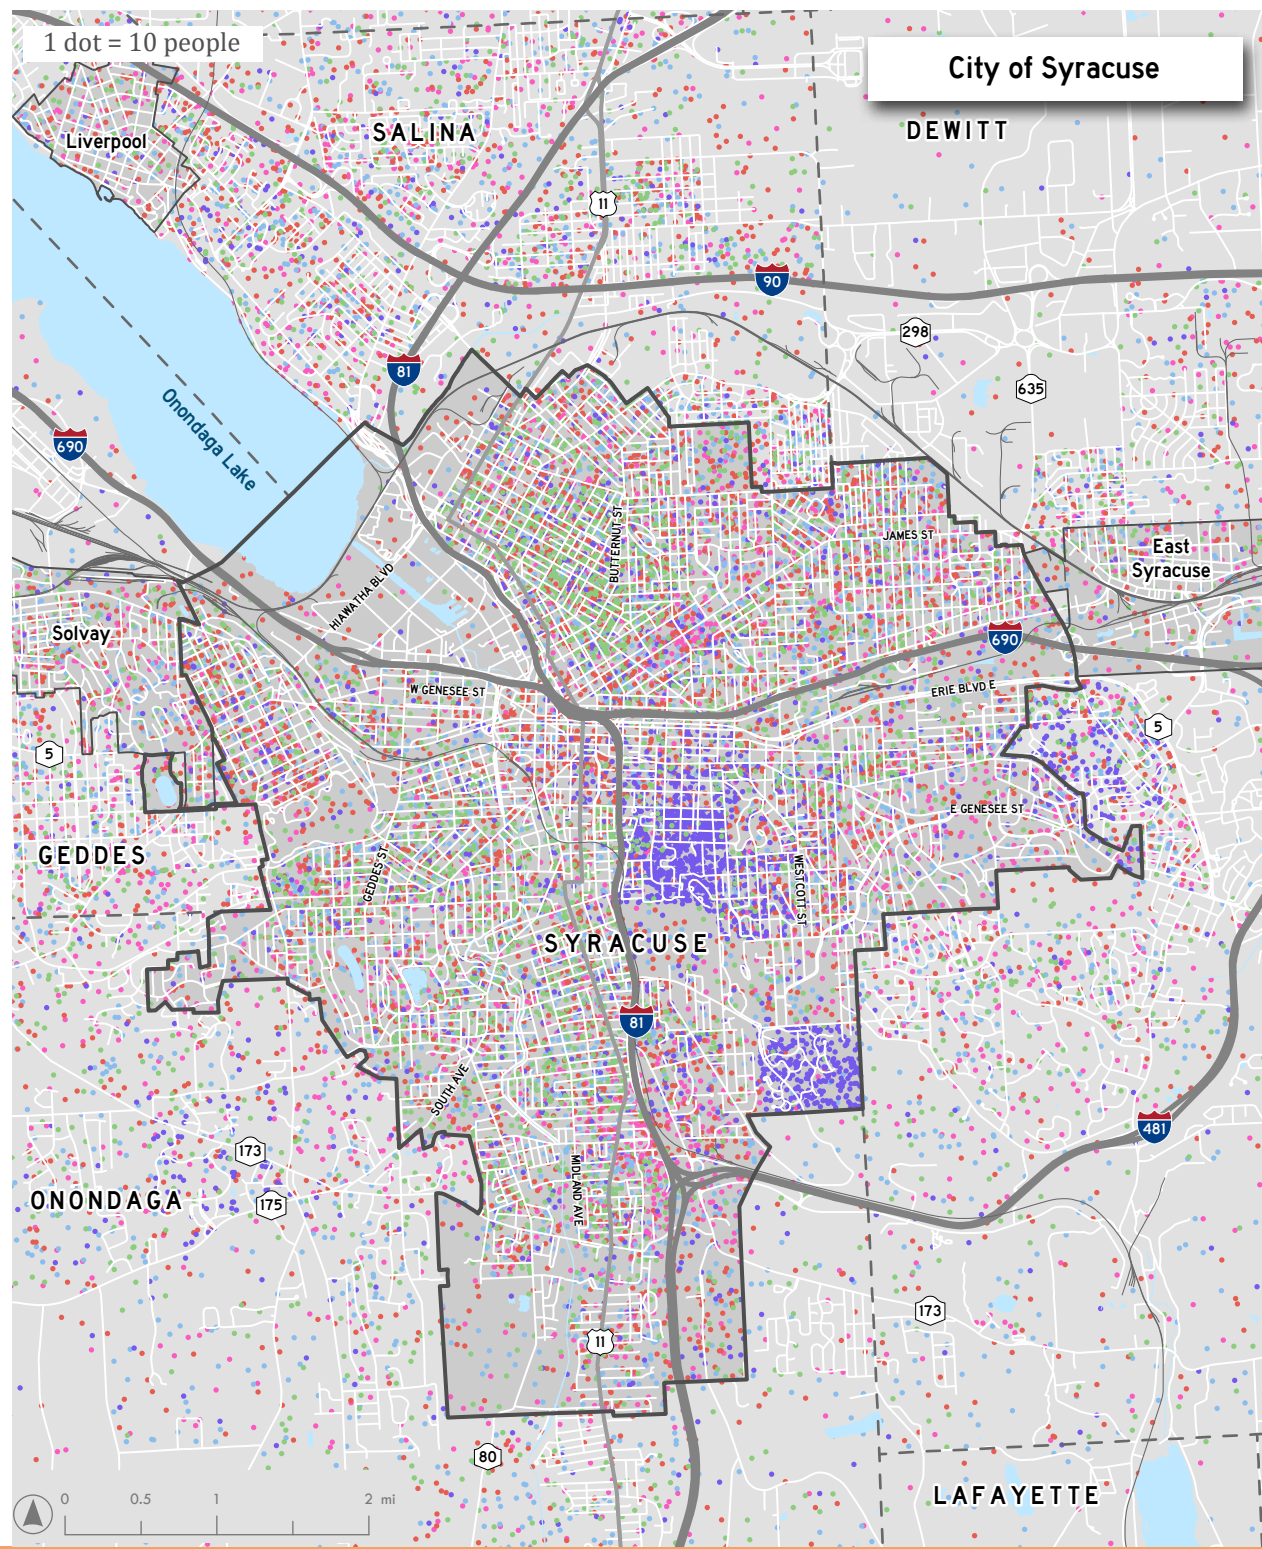 1 dot = 10 people
City of Syracuse
SALINA
DEWITT
Liverpool
11
90
298
81
635
Onondaga Lake
690
BUTTERNUT ST
JAMES ST
East
Syracuse
HIAWATHA BLVD
Solvay
690
W GENESEE ST
ERIE BLVD E
5
5
E GENESEE ST
GEDDES
GEDDES ST
WESTCOTT ST
SYRACUSE
81
SOUTH AVE
481
173
MIDLAND AVE
ONONDAGA
175
173
11
80
LAFAYETTE
0 0.5 1 2 mi